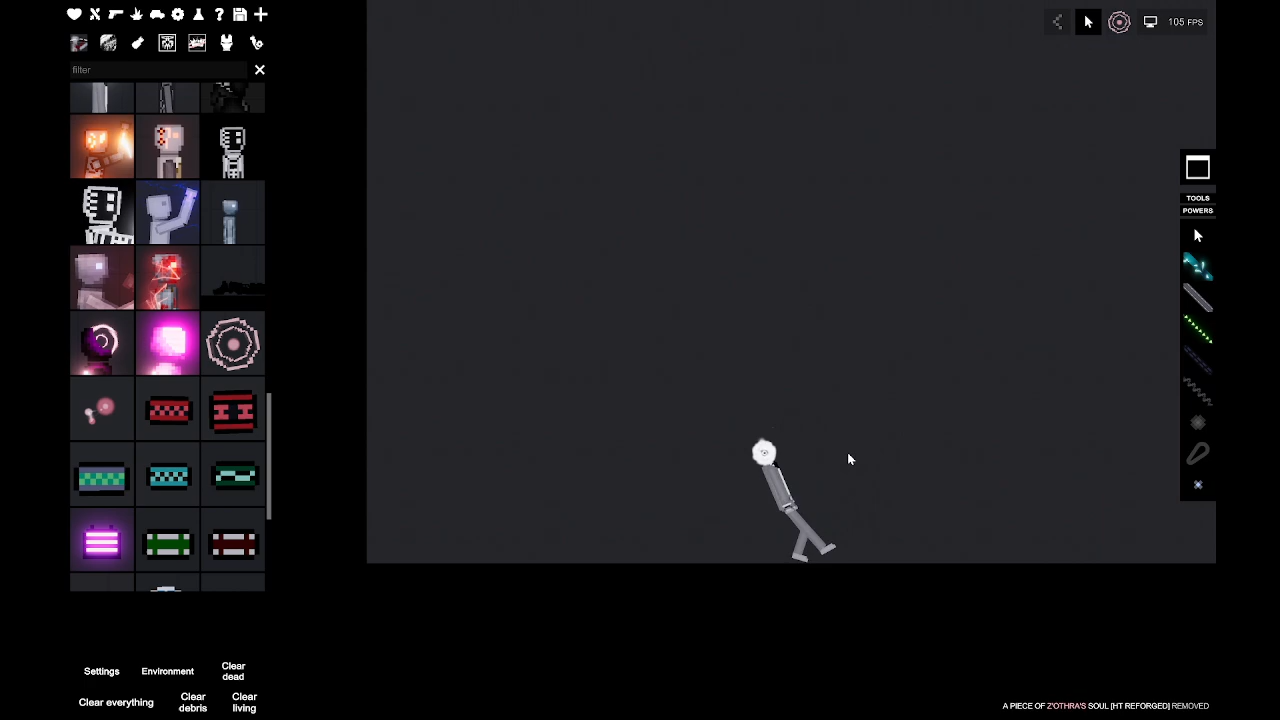 105 FPS
filter
TOOLS
POWERS
Settings
Environment
Clear
dead
Clear everything
Clear
debris
Clear
living
A PIECE OF Z'OTHRA'S SOUL [HT REFORGED] REMOVED